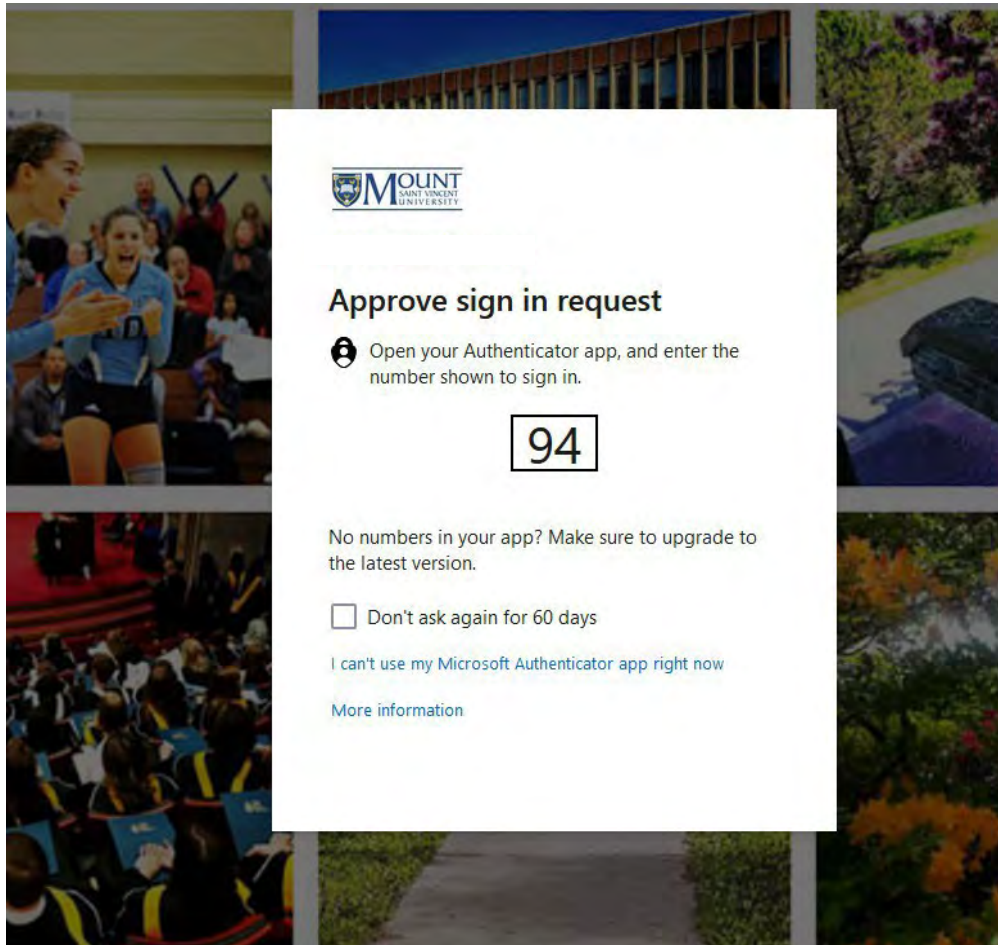 MOUNT
SAINT VINCENT
UNIVERSITY
Approve sign in request
Open your Authenticator app, and enter the
number shown to sign in.
94
No numbers in your app? Make sure to upgrade to
the latest version.
Don't ask again for 60 days
I can't use my Microsoft Authenticator app right now
More information